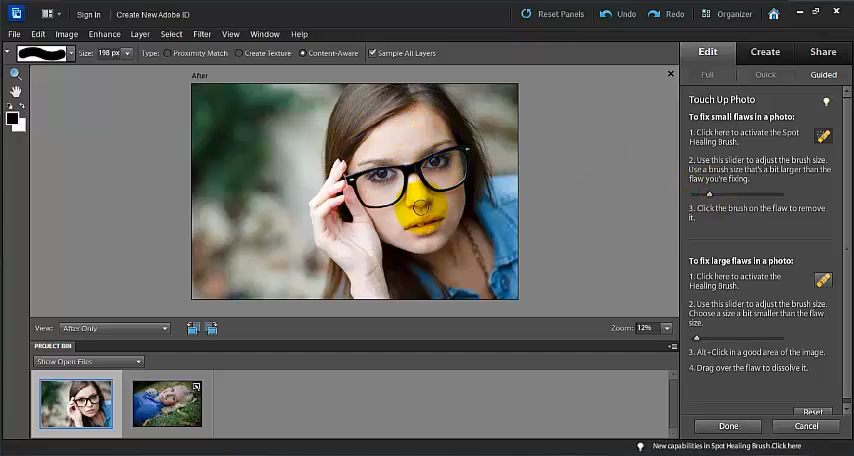 Sign In | Create New Adobe ID
Reset Panels Undo Redo Organizer
File Edit Image Enhance Layer Select Filter View Window Help
Size: 198 px Type: Proximity Match Create Texture Content-Aware Sample All Layers
Edit Create Share
Full Quick Guided
After
Touch Up Photo
To fix small flaws in a photo:
1. Click here to activate the Spot
Healing Brush.
2. Use this slider to adjust the brush size.
Use a brush size that's a bit larger than the
flaw you're fixing.
3. Click the brush on the flaw to remove
it.
To fix large flaws in a photo:
1. Click here to activate the
Healing Brush.
2. Use this slider to adjust the brush size.
Choose a size a bit smaller than the flaw
size.
3. Alt+Click in a good area of the image.
4. Drag over the flaw to dissolve it.
Reset
Done Cancel
View: After Only Zoom: 12%
PROJECT BIN
Show Open Files
New capabilities in Spot Healing Brush.Click here